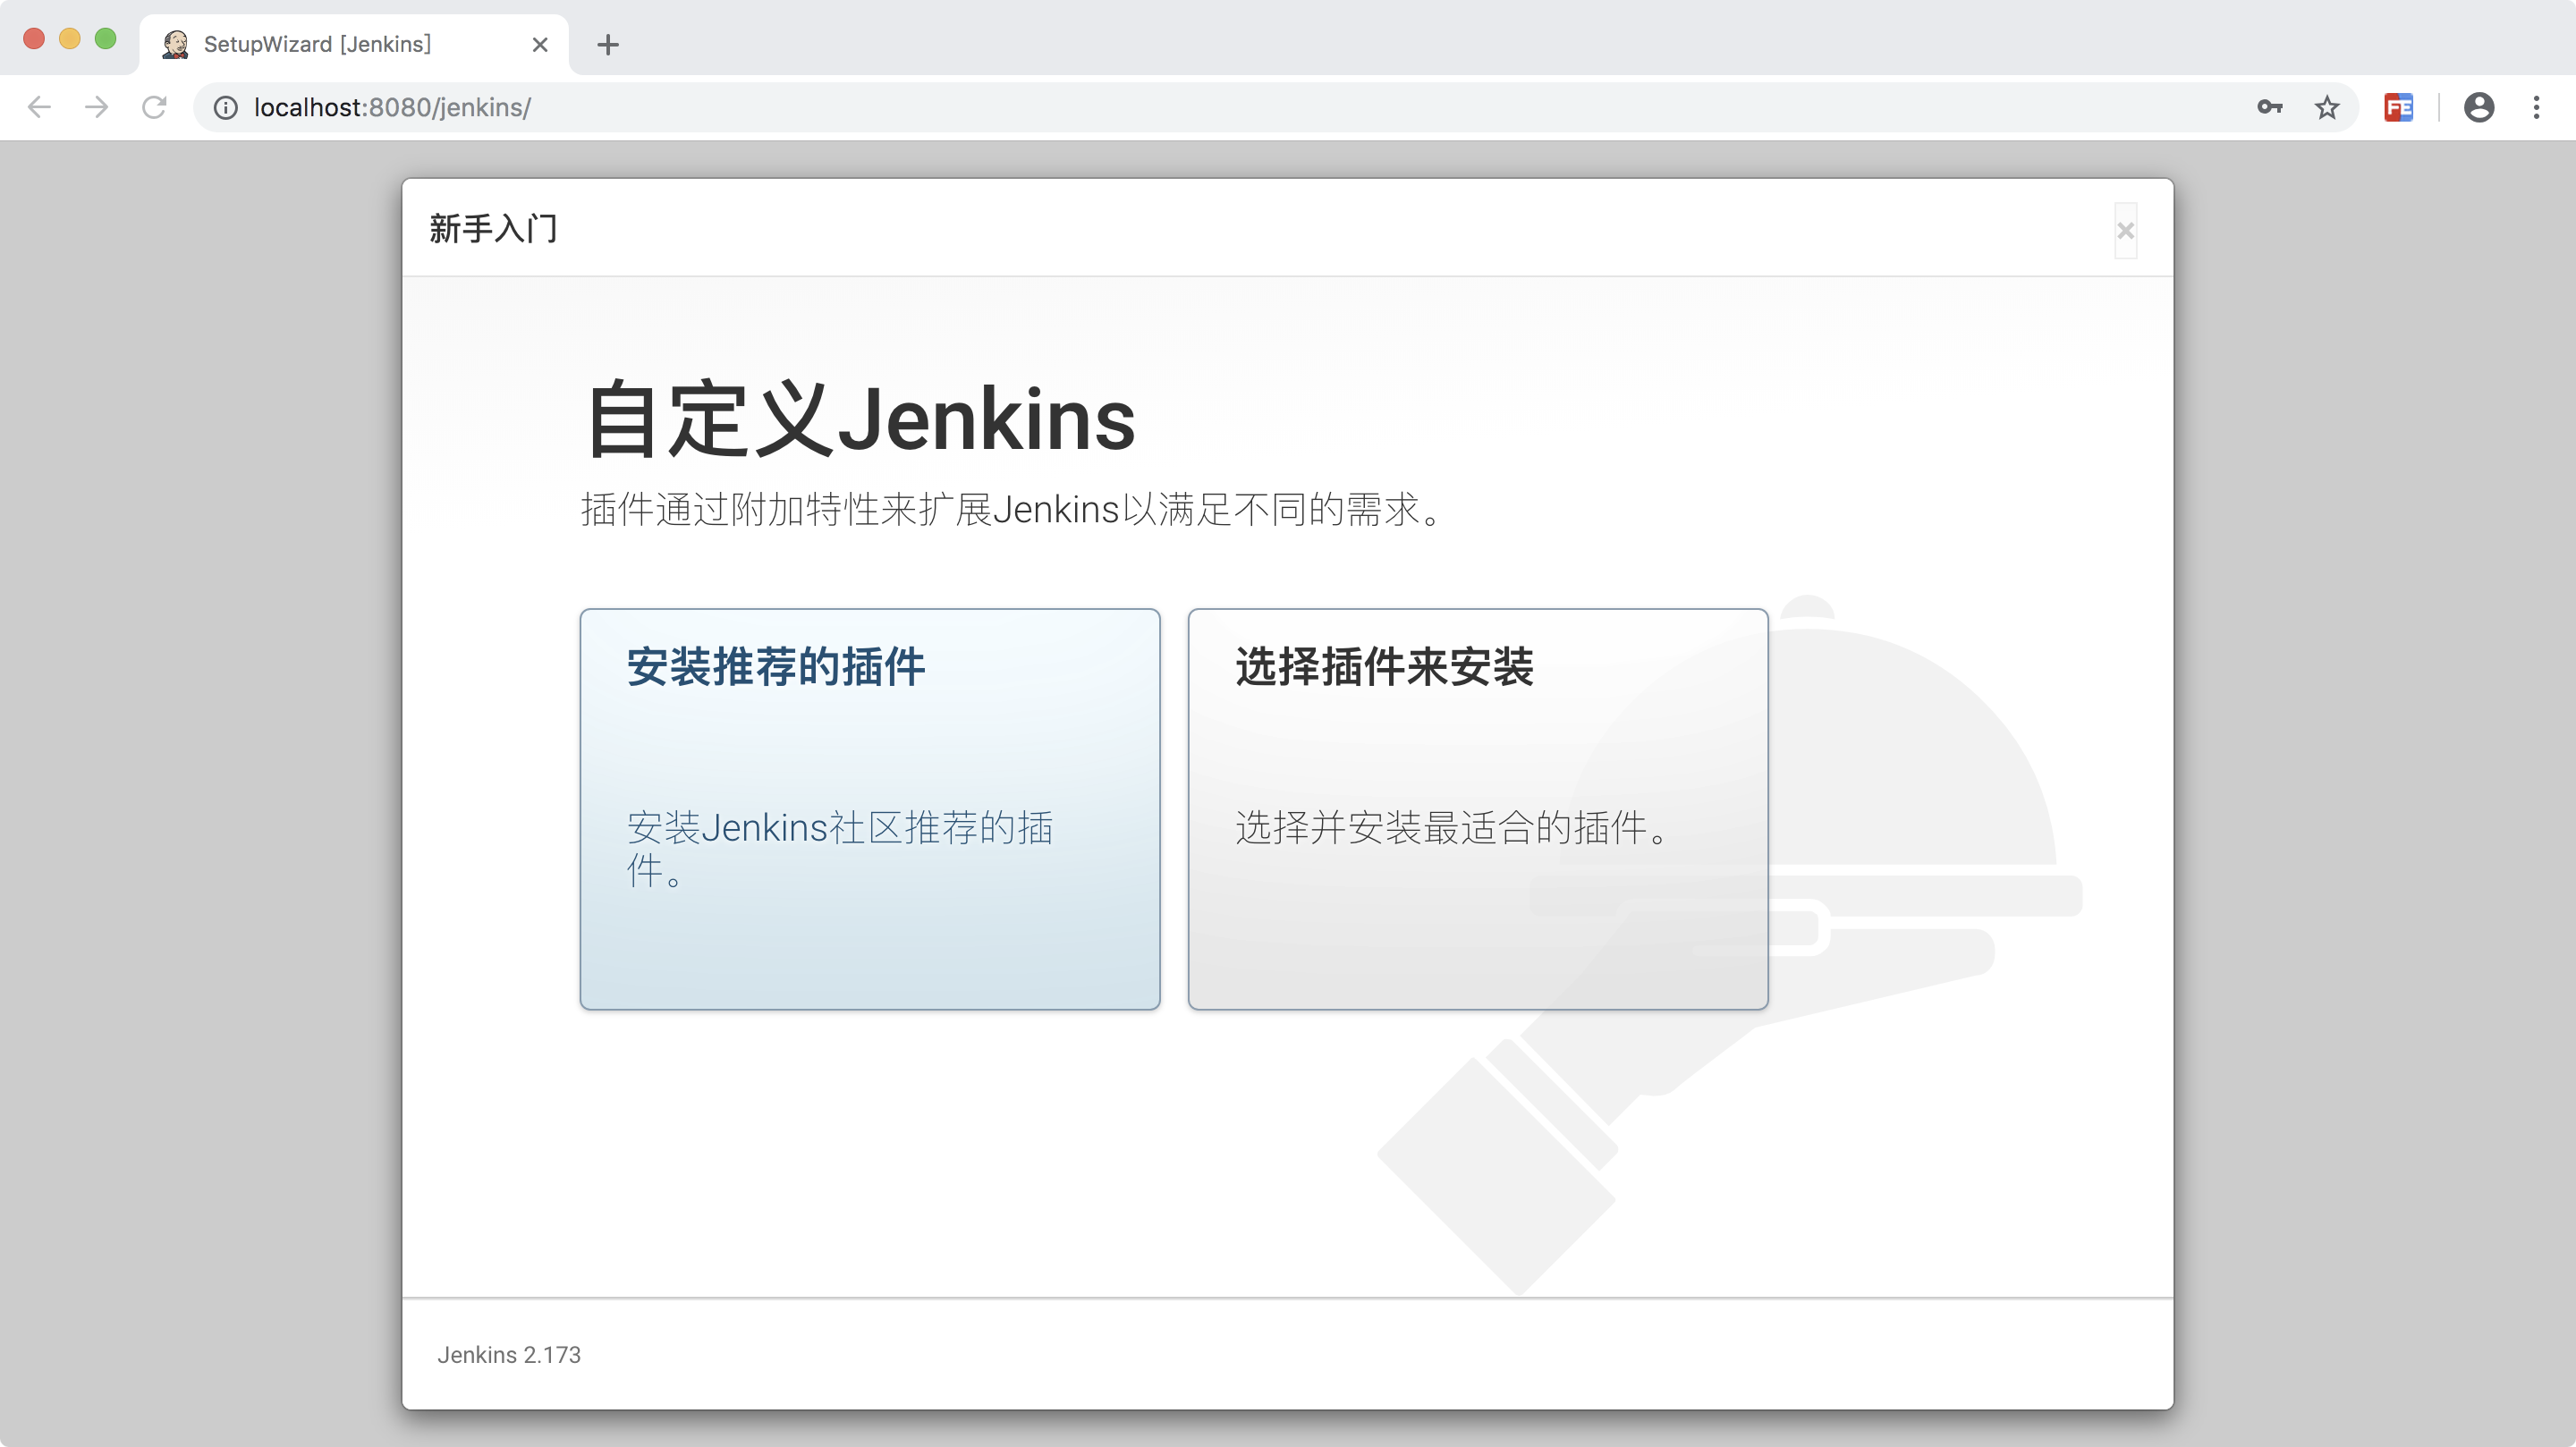 SetupWizard [Jenkins]
localhost:8080/jenkins/
FE
新手入门
自定义Jenkins
插件通过附加特性来扩展Jenkins以满足不同的需求。
安装推荐的插件
安装Jenkins社区推荐的插
件。
选择插件来安装
选择并安装最适合的插件。
Jenkins 2.173